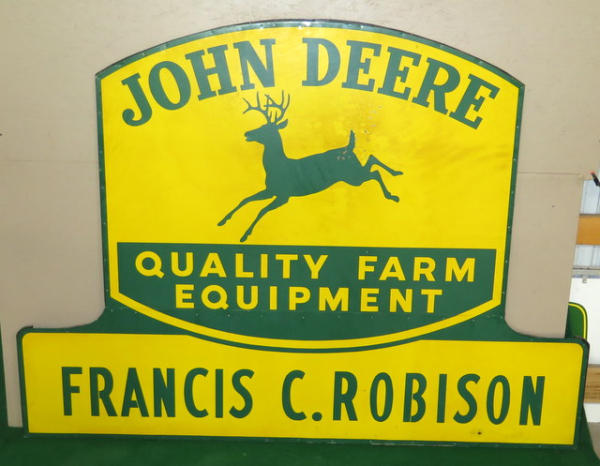 JOHN DEERE
QUALITY FARM
EQUIPMENT
FRANCIS C. ROBISON